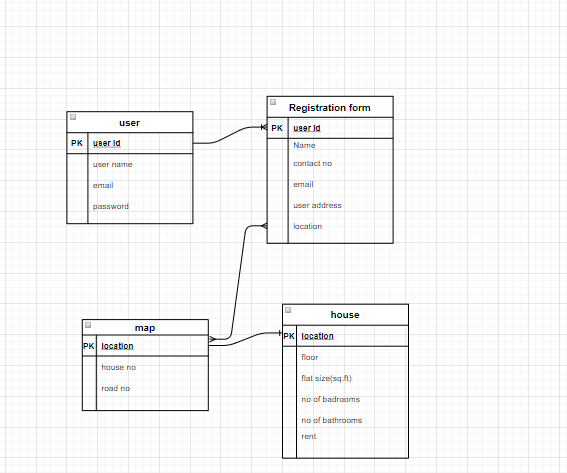 user
PK user id
user name
email
password
Registration form
PK user id
Name
contact no
email
user address
location
map
PK location
house no
road no
house
PK location
floor
flat size(sq.ft)
no of badrooms
no of bathrooms
rent